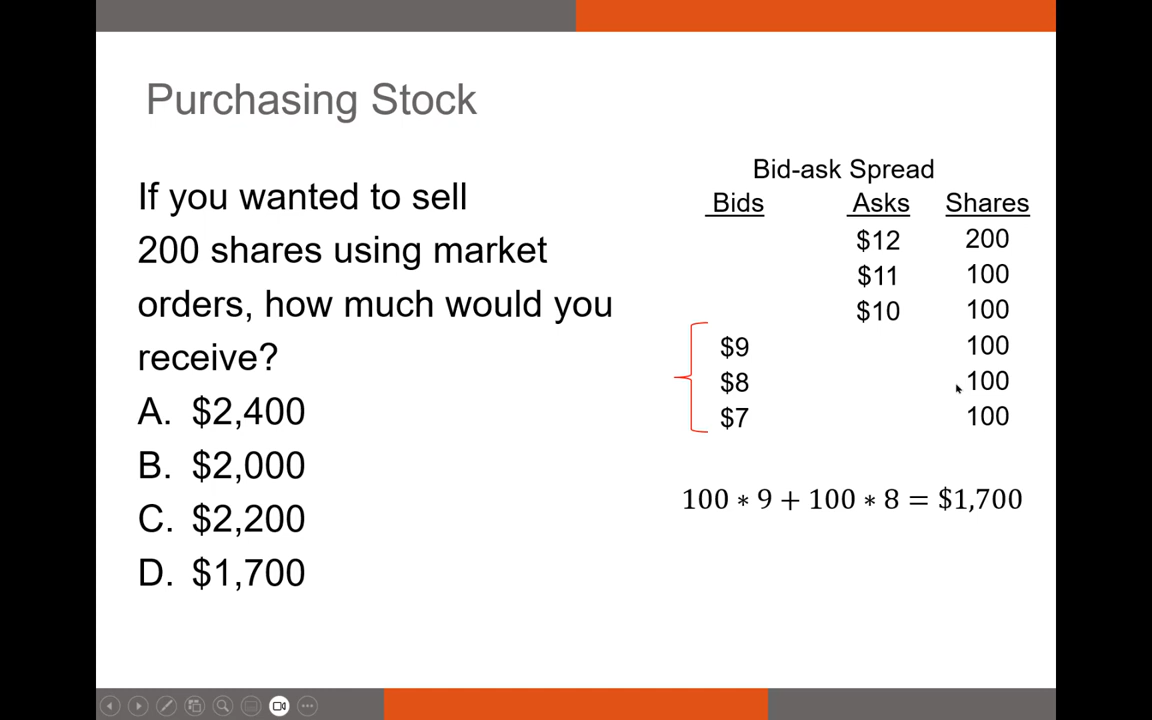 Purchasing Stock
If you wanted to sell
200 shares using market
orders, how much would you
receive?
A. $2,400
B. $2,000
C. $2,200
D. $1,700
Bid-ask Spread
Bids Asks Shares
$12 200
$11 100
$10 100
$9 100
$8 100
$7 100
100 ∗ 9 + 100 ∗ 8 = $1,700